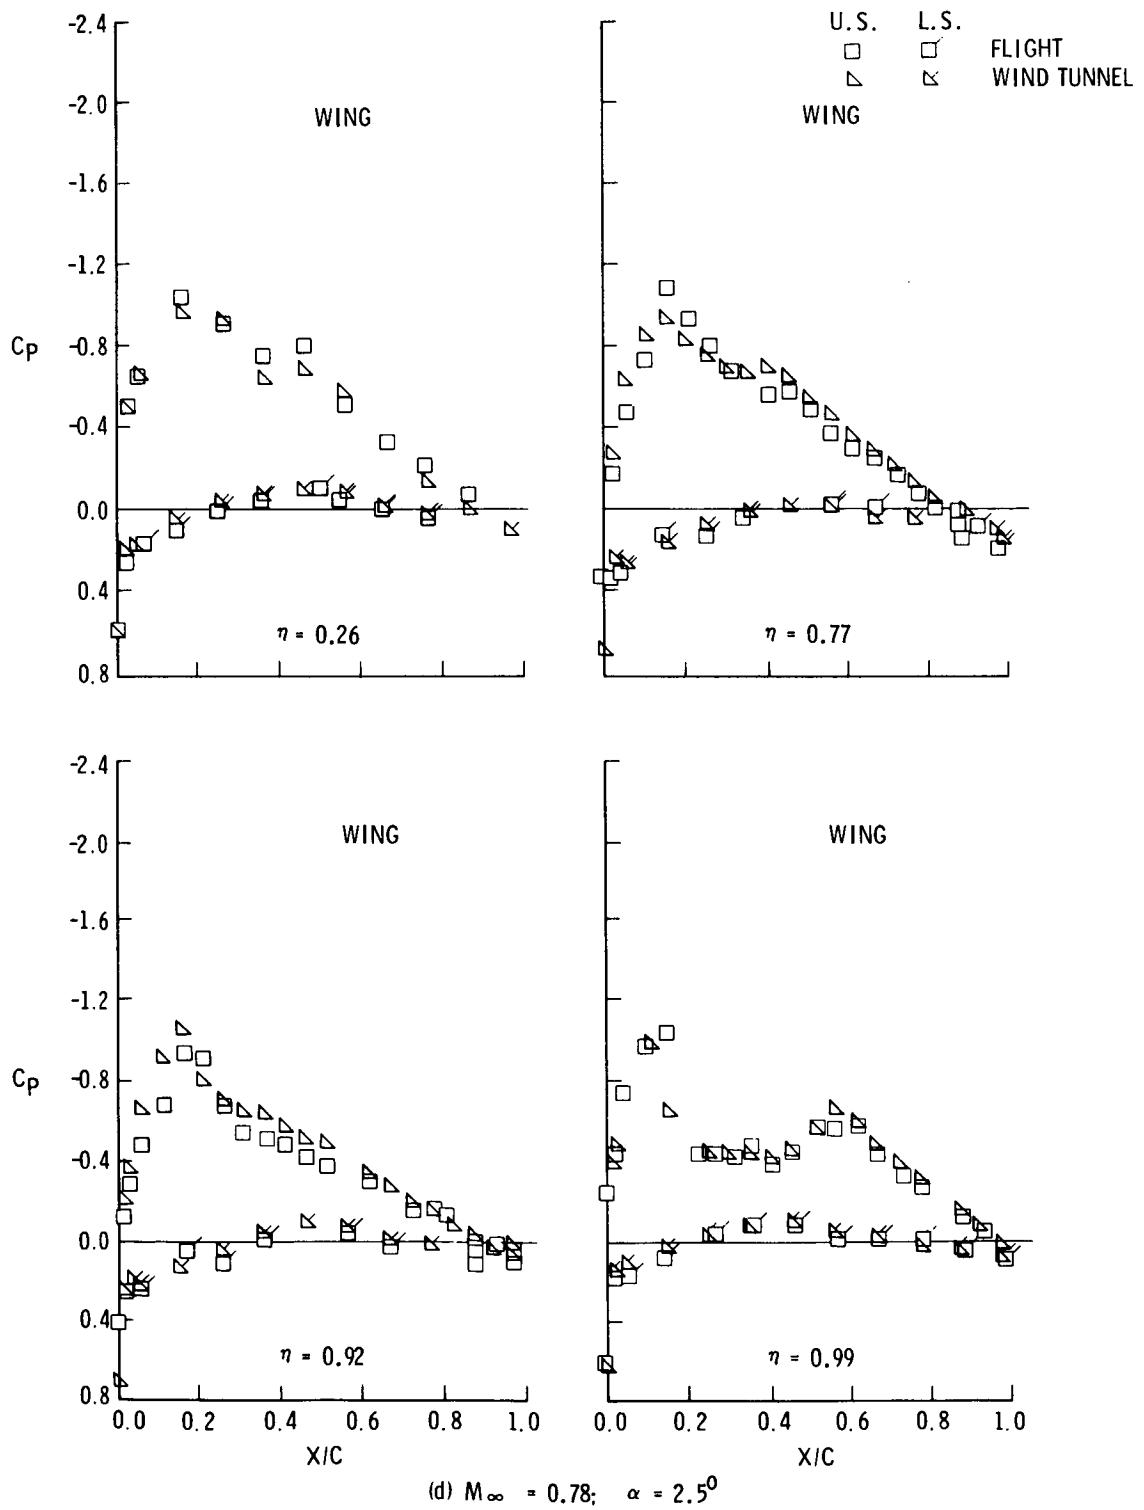 U.S. L.S.
FLIGHT
WIND TUNNEL
-2.4
-2.0
-1.6
-1.2
-0.8
-0.4
0.0
0.4
0.8
CP
WING
η = 0.26
WING
η = 0.77
-2.4
-2.0
-1.6
-1.2
-0.8
-0.4
0.0
0.4
0.8
CP
WING
η = 0.92
0.0 0.2 0.4 0.6 0.8 1.0
X/C
WING
η = 0.99
0.0 0.2 0.4 0.6 0.8 1.0
X/C
(d) M∞ = 0.78; α = 2.5⁰